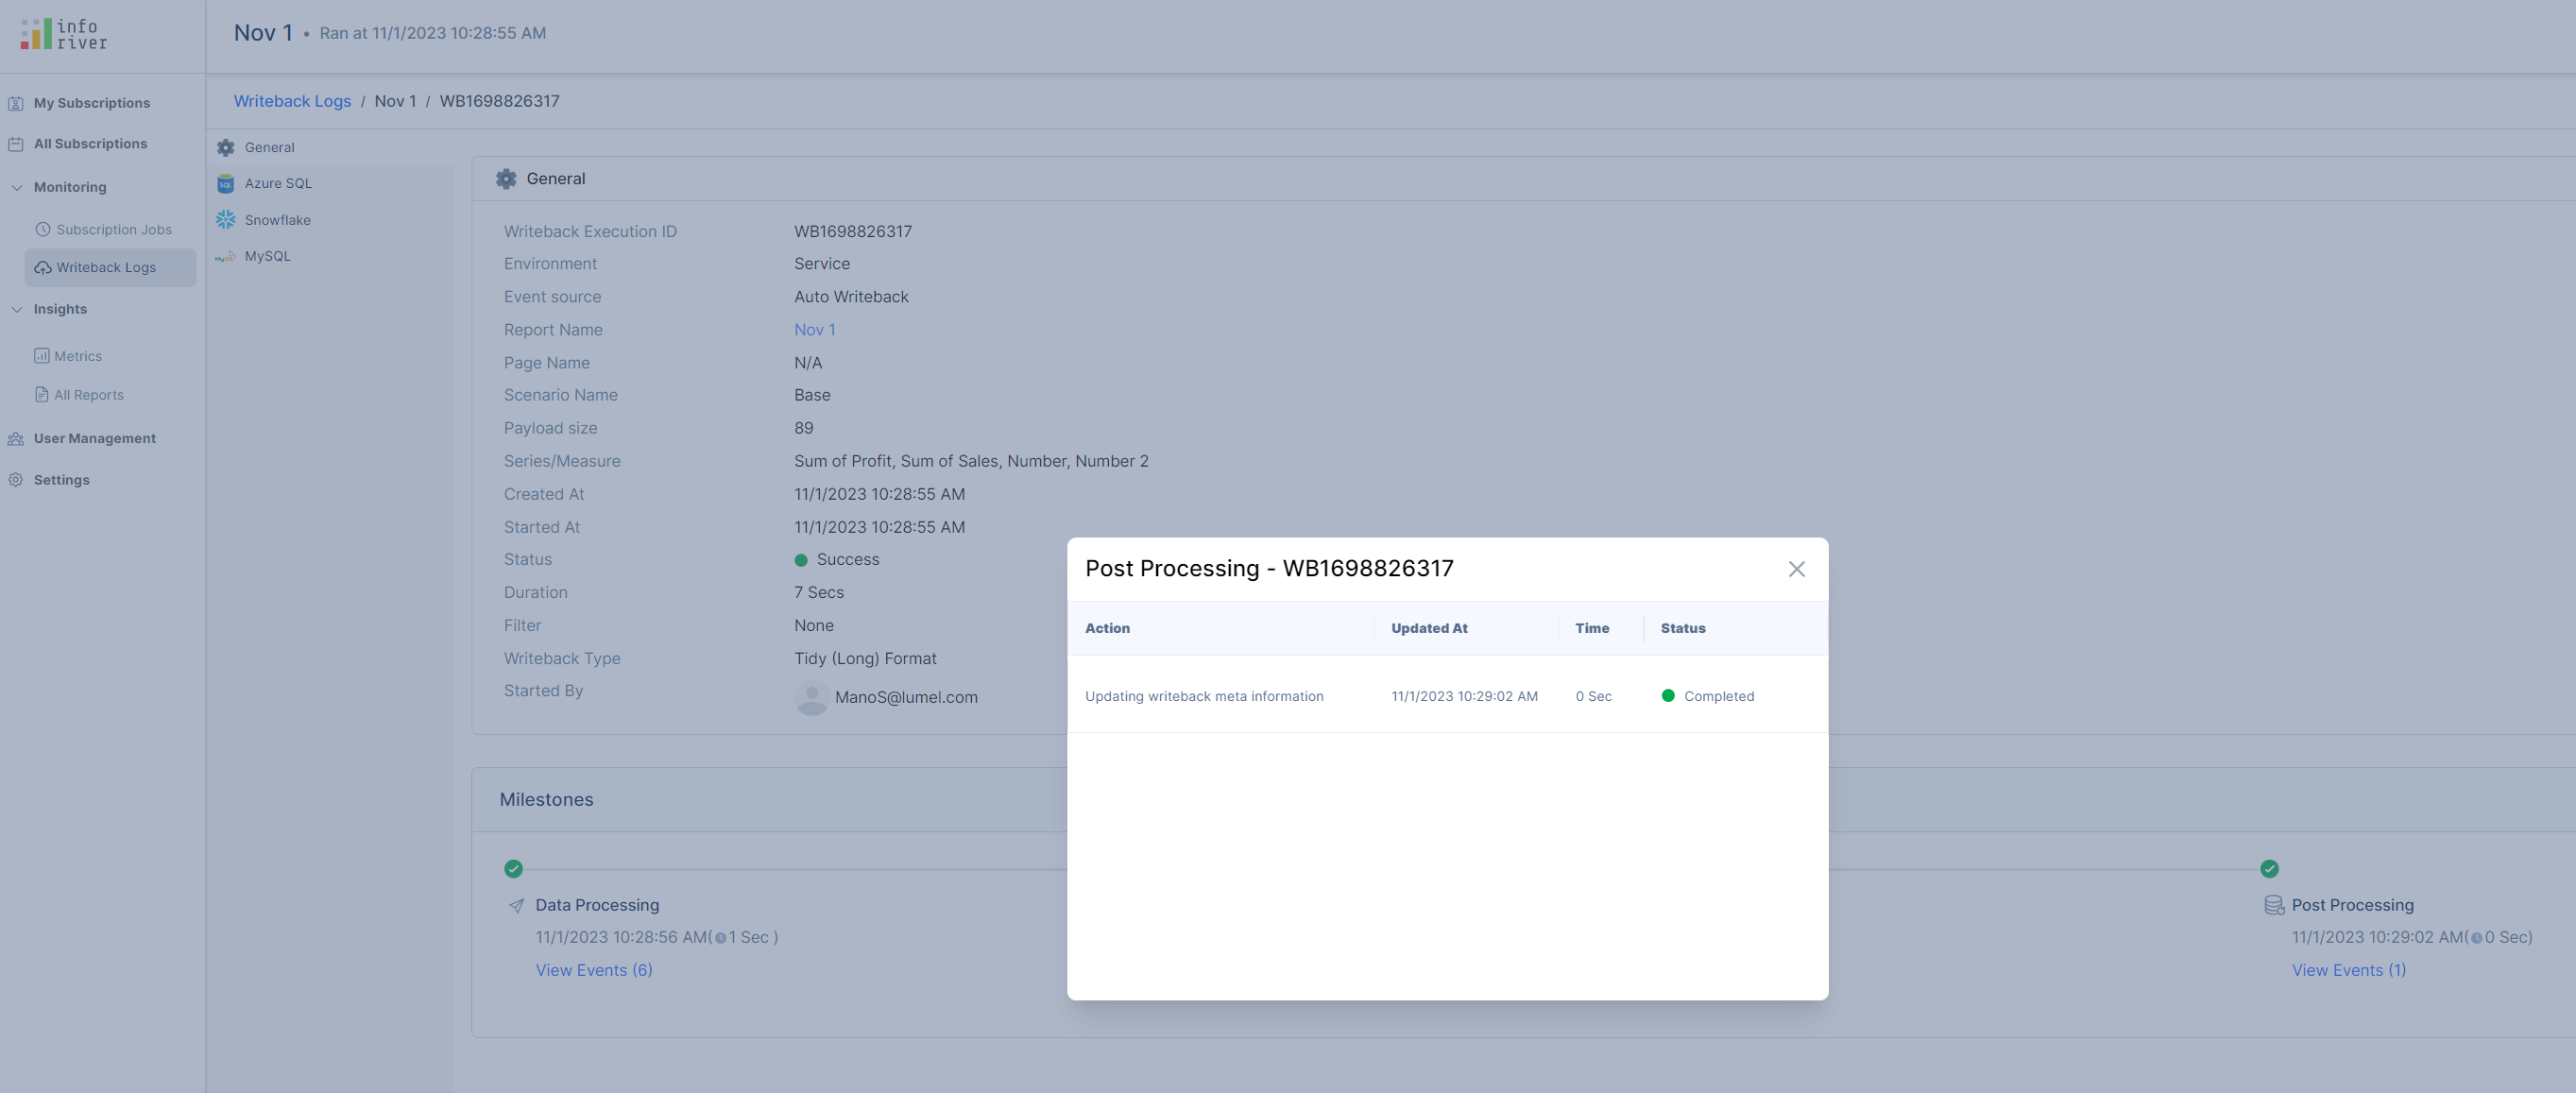 info
river
Nov 1 • Ran at 11/1/2023 10:28:55 AM
My Subscriptions
All Subscriptions
Monitoring
Subscription Jobs
Writeback Logs
Insights
Metrics
All Reports
User Management
Settings
Writeback Logs / Nov 1 / WB1698826317
General
SQL Azure SQL
Snowflake
MySQL MySQL
General
Writeback Execution ID WB1698826317
Environment Service
Event source Auto Writeback
Report Name Nov 1
Page Name N/A
Scenario Name Base
Payload size 89
Series/Measure Sum of Profit, Sum of Sales, Number, Number 2
Created At 11/1/2023 10:28:55 AM
Started At 11/1/2023 10:28:55 AM
Status Success
Duration 7 Secs
Filter None
Writeback Type Tidy (Long) Format
Started By ManoS@lumel.com
Post Processing - WB1698826317
Action Updated At Time Status
Updating writeback meta information 11/1/2023 10:29:02 AM 0 Sec Completed
Milestones
Data Processing
11/1/2023 10:28:56 AM( 1 Sec )
View Events (6)
Post Processing
11/1/2023 10:29:02 AM( 0 Sec)
View Events (1)